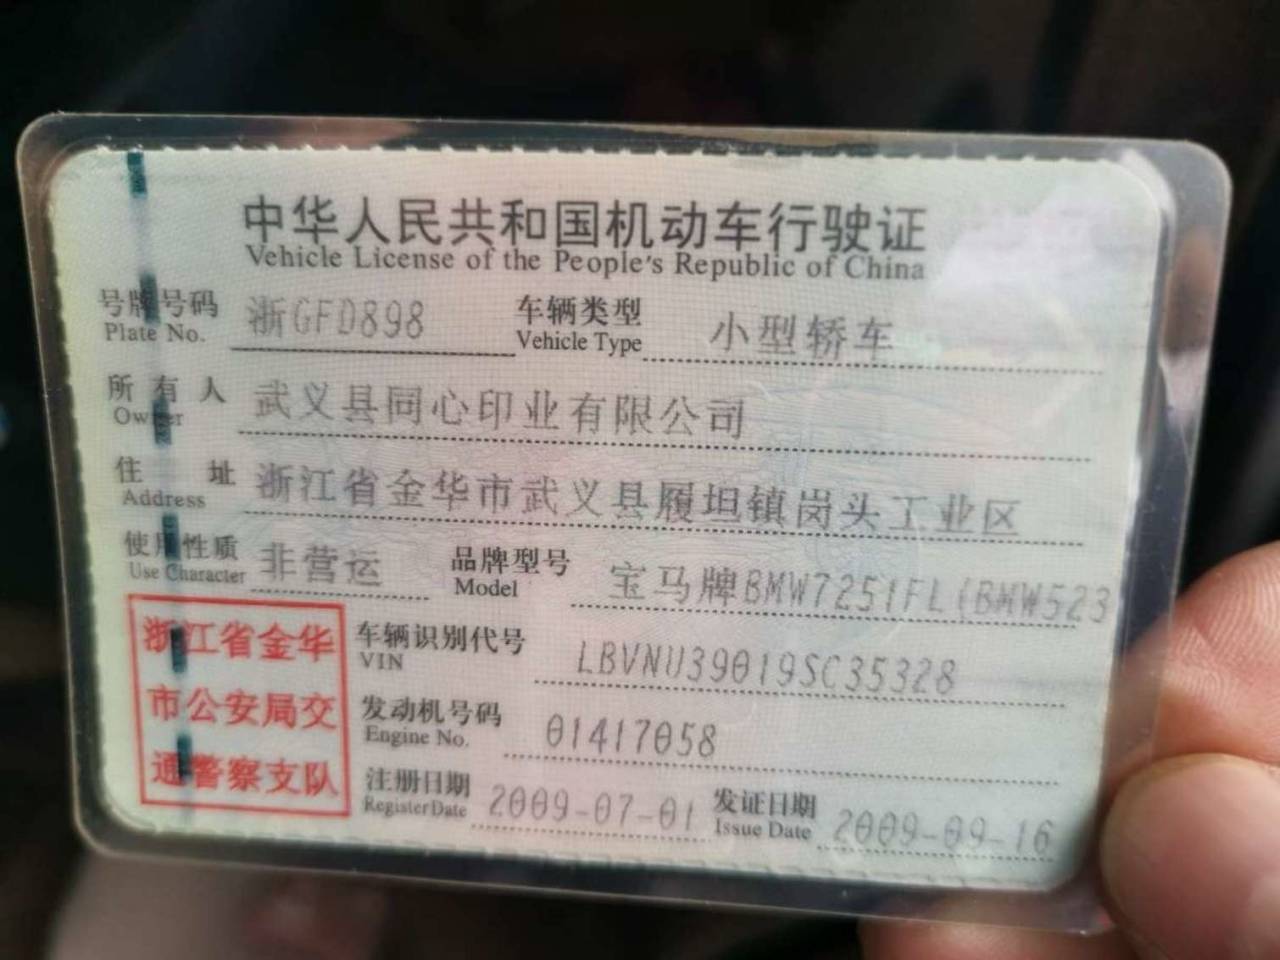 中华人民共和国机动车行驶证
Vehicle License of the People's Republic of China
号牌号码 浙GFD898 车辆类型 小型轿车
Plate No. Vehicle Type
所有人 武义县同心印业有限公司
Owner
住址 浙江省金华市武义县履坦镇岗头工业区
Address
使用性质 非营运 品牌型号 宝马牌BMW7251FL(BMW523
Use Character Model
浙江省金华
市公安局交
通警察支队
车辆识别代号 LBVNU39019SC35328
VIN
发动机号码 01417058
Engine No.
注册日期 2009-07-01 发证日期 2009-09-16
Register Date Issue Date